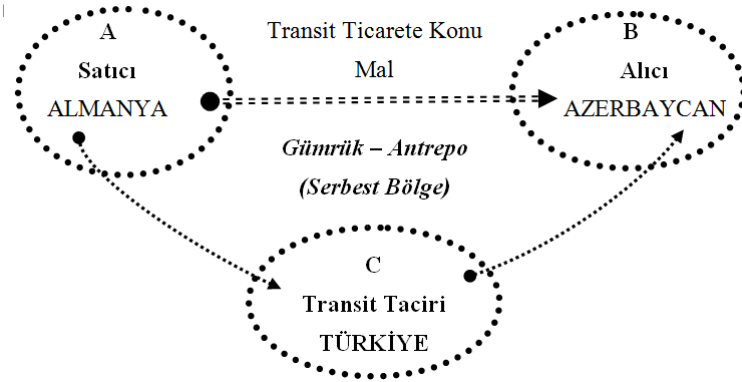 A
Satıcı
ALMANYA
Transit Ticarete Konu
Mal
B
Alıcı
AZERBAYCAN
Gümrük – Antrepo
(Serbest Bölge)
C
Transit Taciri
TÜRKİYE